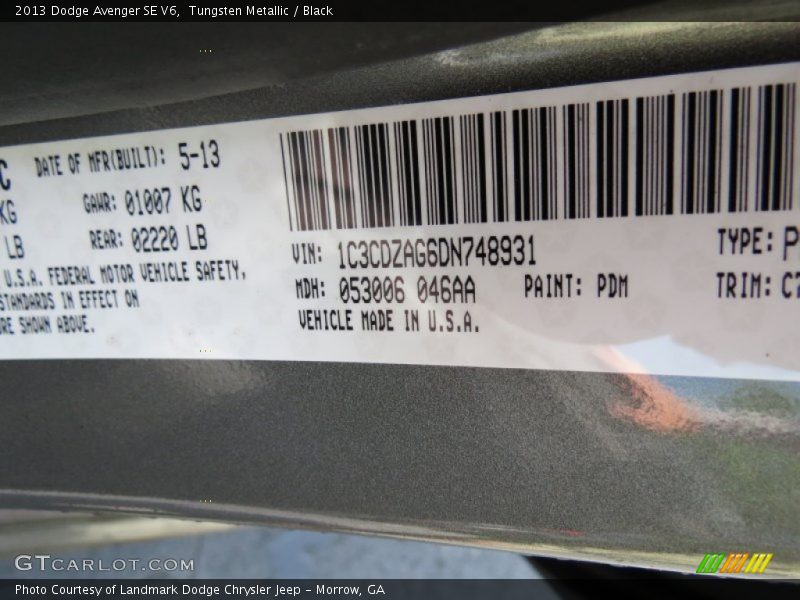 2013 Dodge Avenger SE V6,  Tungsten Metallic / Black
C DATE OF MFR(BUILT): 5-13
KG GAWR: 01007 KG
LB REAR: 02220 LB
U.S.A. FEDERAL MOTOR VEHICLE SAFETY,
STANDARDS IN EFFECT ON
SHOWN ABOVE.
VIN: 1C3CDZAG6DN748931 TYPE: P
MDH: 053006 046AA PAINT: PDM TRIM: C
VEHICLE MADE IN U.S.A.
GTCARLOT.COM
Photo Courtesy of Landmark Dodge Chrysler Jeep - Morrow, GA